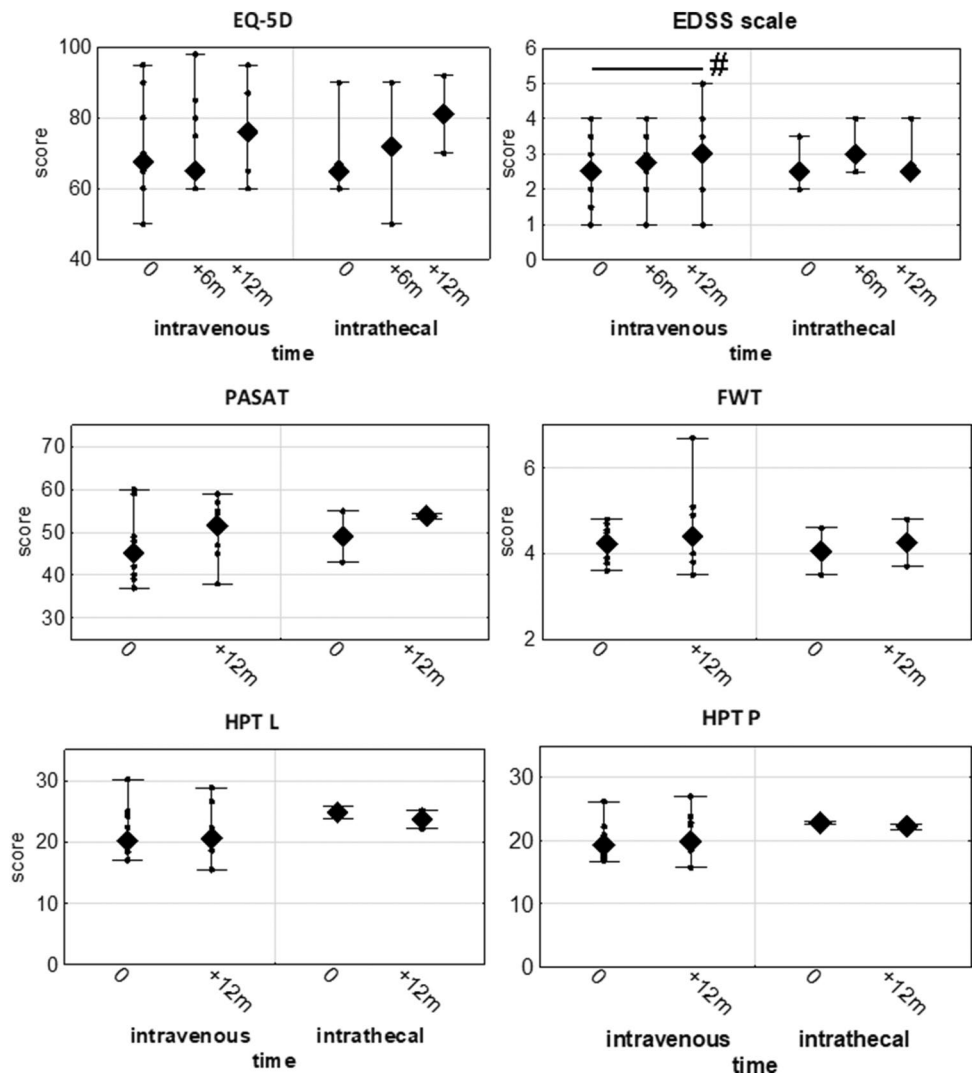 EQ-5D
100
80
60
40
score
0 +6m +12m 0 +6m +12m
intravenous intrathecal
time
EDSS scale
6
5
4
3
2
1
0
score
#
0 +6m +12m 0 +6m +12m
intravenous intrathecal
time
PASAT
70
60
50
40
30
score
0 +12m 0 +12m
FWT
6
4
2
score
0 +12m 0 +12m
HPT L
30
20
10
0
score
0 +12m 0 +12m
intravenous intrathecal
time
HPT P
30
20
10
0
0 +12m 0 +12m
intravenous intrathecal
time